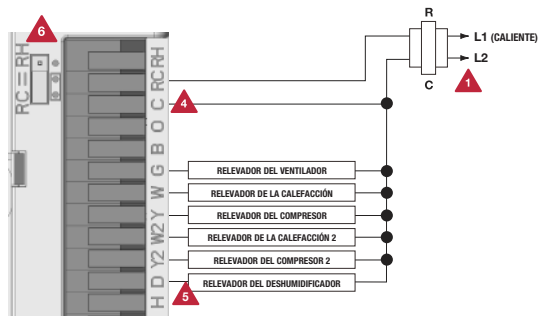 6
RC = RH
R
L1 (CALIENTE)
L2
1
C
RH
RC
4
C
O
B
G RELEVADOR DEL VENTILADOR
W RELEVADOR DE LA CALEFACCIÓN
Y RELEVADOR DEL COMPRESOR
W2 RELEVADOR DE LA CALEFACCIÓN 2
Y2 RELEVADOR DEL COMPRESOR 2
D RELEVADOR DEL DESHUMIDIFICADOR
5
H